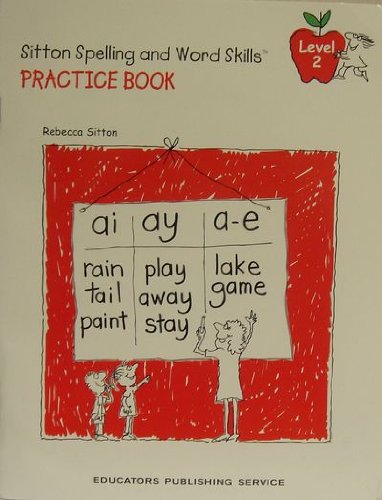 Sitton Spelling and Word Skills™
PRACTICE BOOK
Level
2
Rebecca Sitton
ai ay a-e
rain play lake
tail away game
paint stay
EDUCATORS PUBLISHING SERVICE